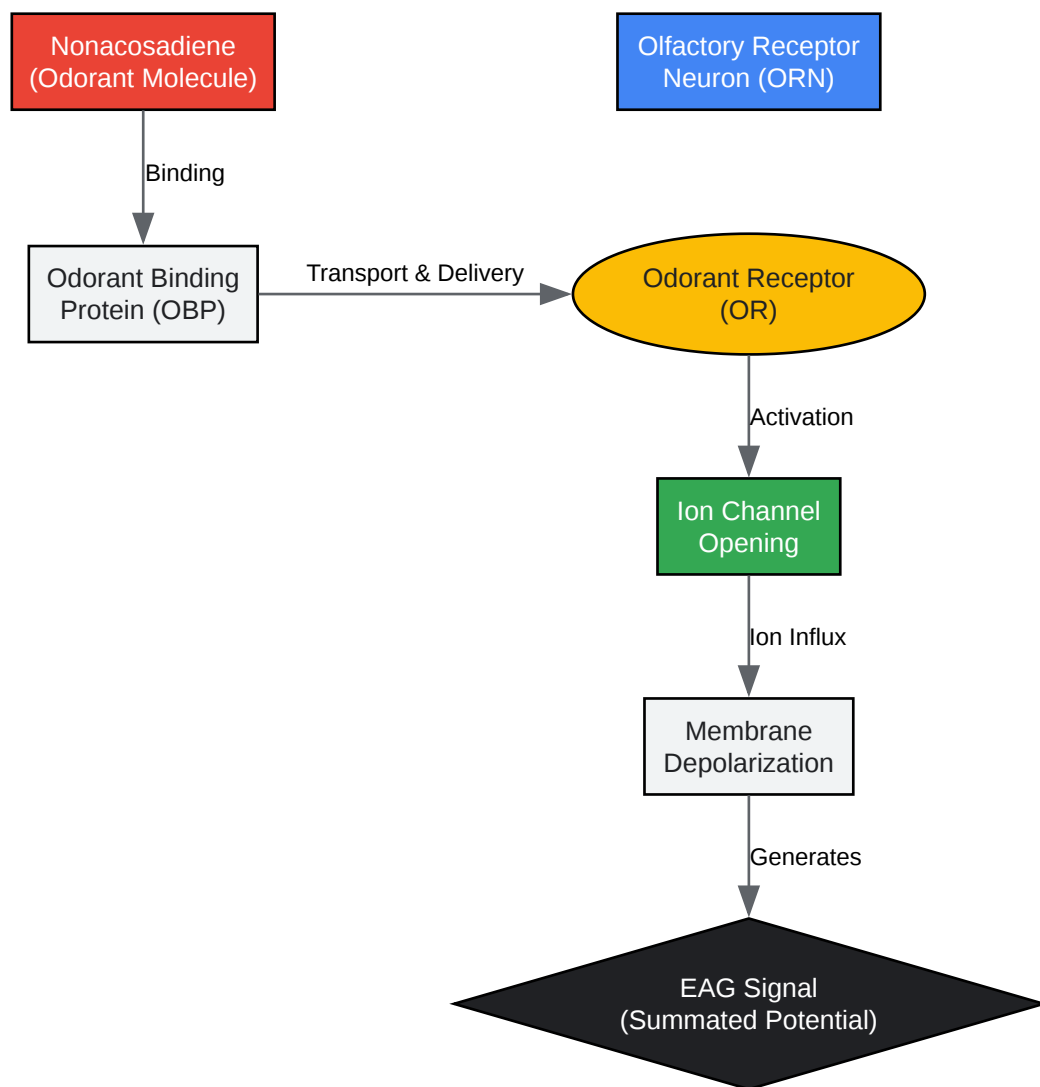 Nonacosadiene
(Odorant Molecule)
Olfactory Receptor
Neuron (ORN)
Binding
Odorant Binding
Protein (OBP)
Transport & Delivery
Odorant Receptor
(OR)
Activation
Ion Channel
Opening
Ion Influx
Membrane
Depolarization
Generates
EAG Signal
(Summated Potential)